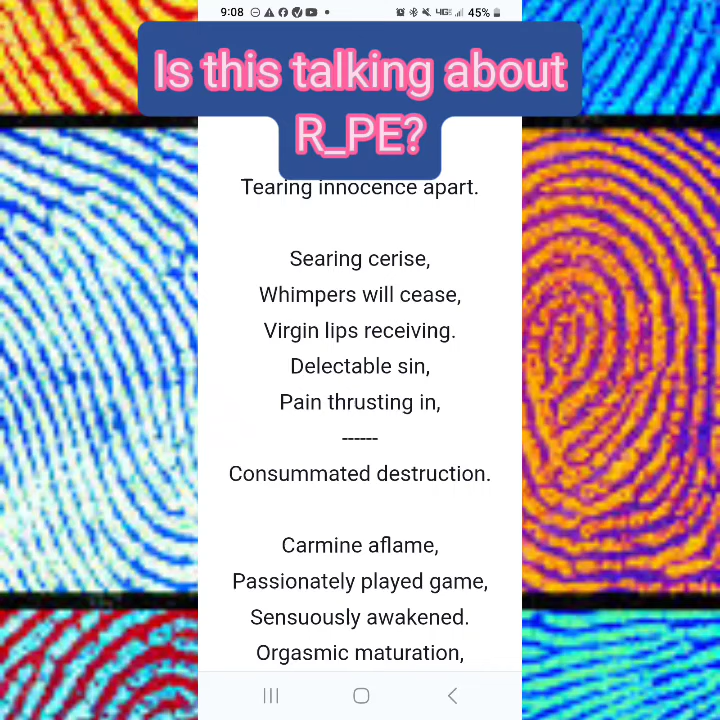 9:08 45%
Is this talking about
R_PE?
Tearing innocence apart.
Searing cerise,
Whimpers will cease,
Virgin lips receiving.
Delectable sin,
Pain thrusting in,
------
Consummated destruction.
Carmine aflame,
Passionately played game,
Sensuously awakened.
Orgasmic maturation,